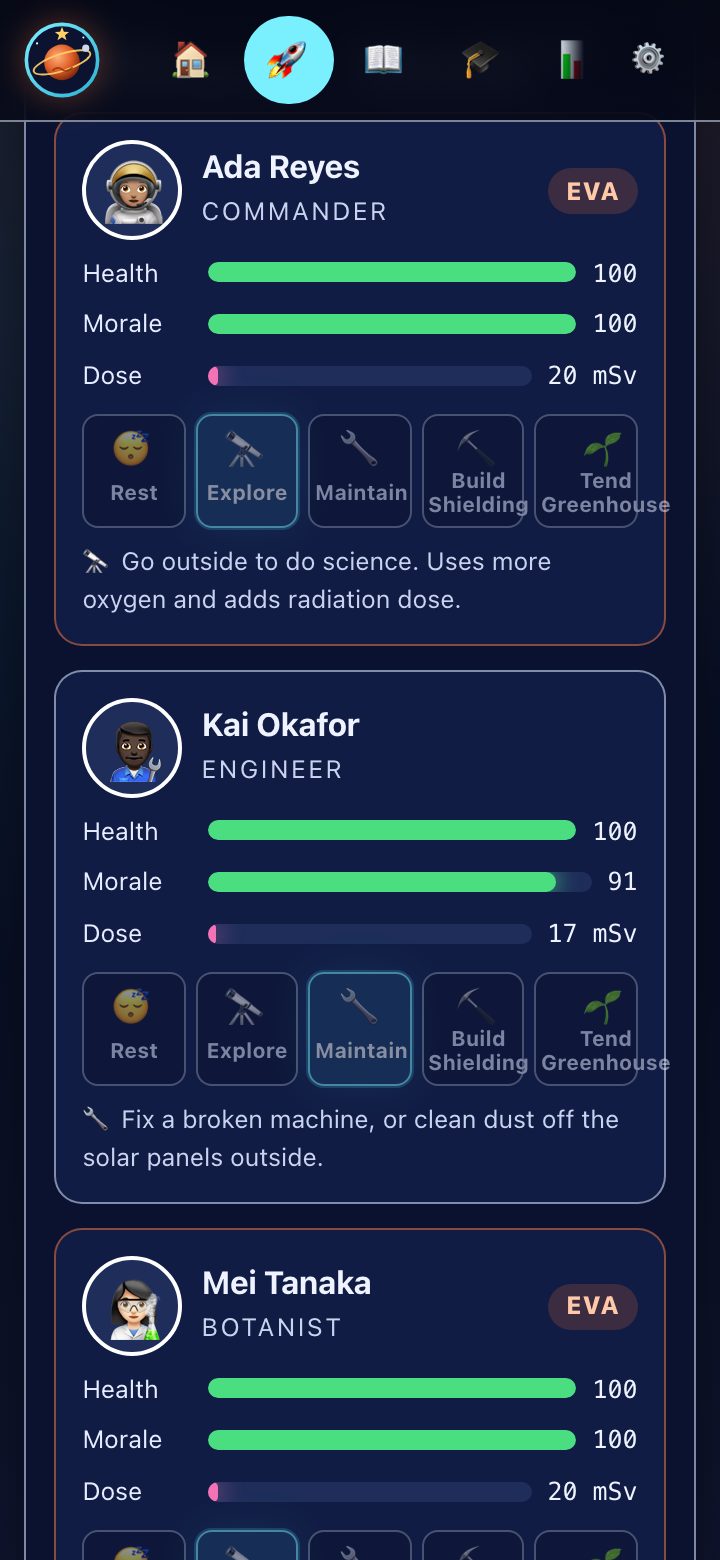 Ada Reyes
COMMANDER
EVA
Health 100
Morale 100
Dose 20 mSv
Rest
Explore
Maintain
Build
Shielding
Tend
Greenhouse
Go outside to do science. Uses more
oxygen and adds radiation dose.
Kai Okafor
ENGINEER
Health 100
Morale 91
Dose 17 mSv
Rest
Explore
Maintain
Build
Shielding
Tend
Greenhouse
Fix a broken machine, or clean dust off the
solar panels outside.
Mei Tanaka
BOTANIST
EVA
Health 100
Morale 100
Dose 20 mSv